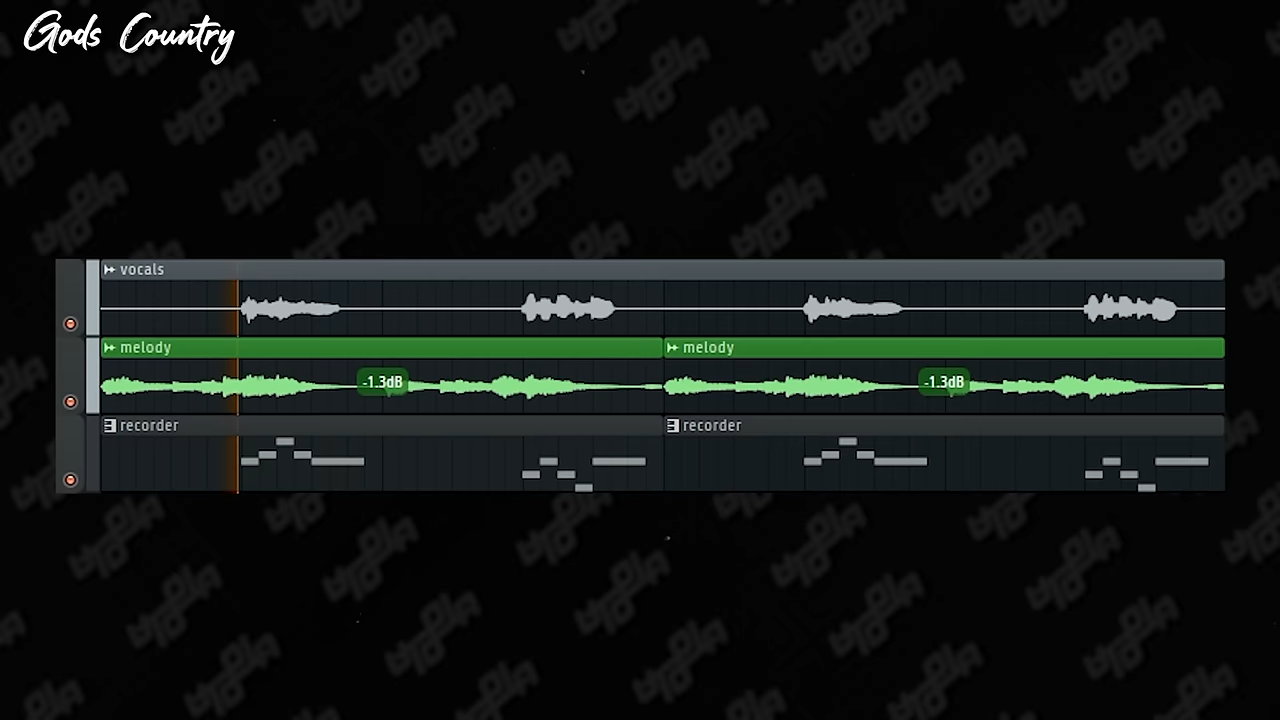 Gods Country
vocals
melody melody
-1.3dB -1.3dB
recorder recorder